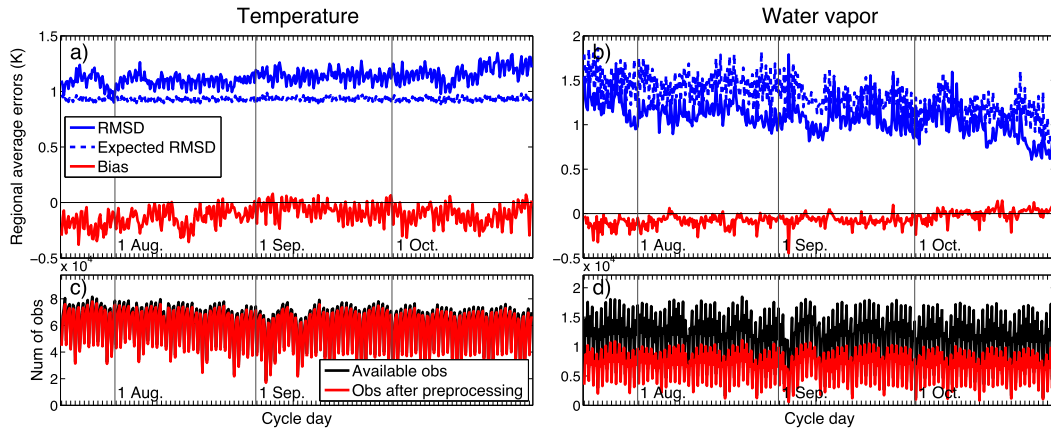 Temperature
Water vapor
Regional average errors (K)
1.5
1
0.5
0
−0.5
a)
RMSD
Expected RMSD
Bias
1 Aug.
1 Sep.
1 Oct.
2
1.5
1
0.5
0
−0.5
b)
1 Aug.
1 Sep.
1 Oct.
x 10⁴
Num of obs
8
6
4
2
0
c)
Available obs
Obs after preprocessing
1 Aug.
1 Sep.
Cycle day
x 10⁴
2
1.5
1
0.5
0
d)
1 Aug.
1 Sep.
1 Oct.
Cycle day